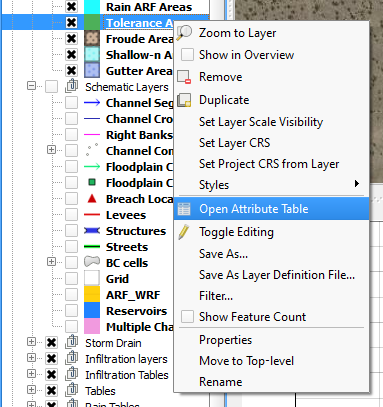 Rain ARF Areas
Tolerance A
Froude Area
Shallow-n A
Gutter Area
Schematic Layers
Channel Seg
Channel Cro
Right Banks
Channel Con
Floodplain C
Floodplain C
Breach Loca
Levees
Structures
Streets
BC cells
Grid
ARF_WRF
Reservoirs
Multiple Cha
Storm Drain
Infiltration layers
Infiltration Tables
Tables
Rain Tables
Zoom to Layer
Show in Overview
Remove
Duplicate
Set Layer Scale Visibility
Set Layer CRS
Set Project CRS from Layer
Styles
Open Attribute Table
Toggle Editing
Save As...
Save As Layer Definition File...
Filter...
Show Feature Count
Properties
Move to Top-level
Rename